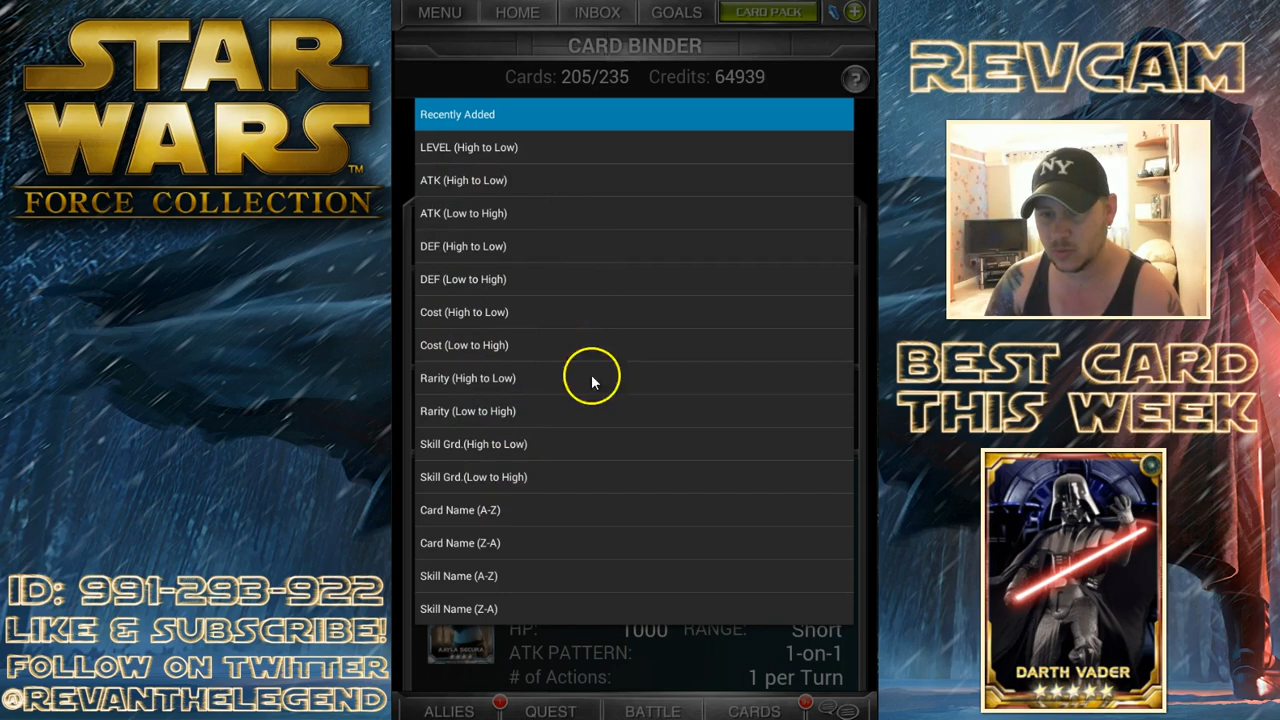 STAR
WARS
TM
FORCE COLLECTION
ID: 991-293-922
LIKE & SUBSCRIBE!
FOLLOW ON TWITTER
@REVANTHELEGEND
MENU HOME INBOX GOALS CARD PACK
CARD BINDER
Cards: 205/235 Credits: 64939 ?
Recently Added
LEVEL (High to Low)
ATK (High to Low)
ATK (Low to High)
DEF (High to Low)
DEF (Low to High)
Cost (High to Low)
Cost (Low to High)
Rarity (High to Low)
Rarity (Low to High)
Skill Grd.(High to Low)
Skill Grd.(Low to High)
Card Name (A-Z)
Card Name (Z-A)
Skill Name (A-Z)
Skill Name (Z-A)
AAYLA SECURA
HP: 1000 RANGE: Short
ATK PATTERN: 1-on-1
# of Actions: 1 per Turn
ALLIES QUEST BATTLE CARDS
REVCAM
NY
BEST CARD
THIS WEEK
DARTH VADER